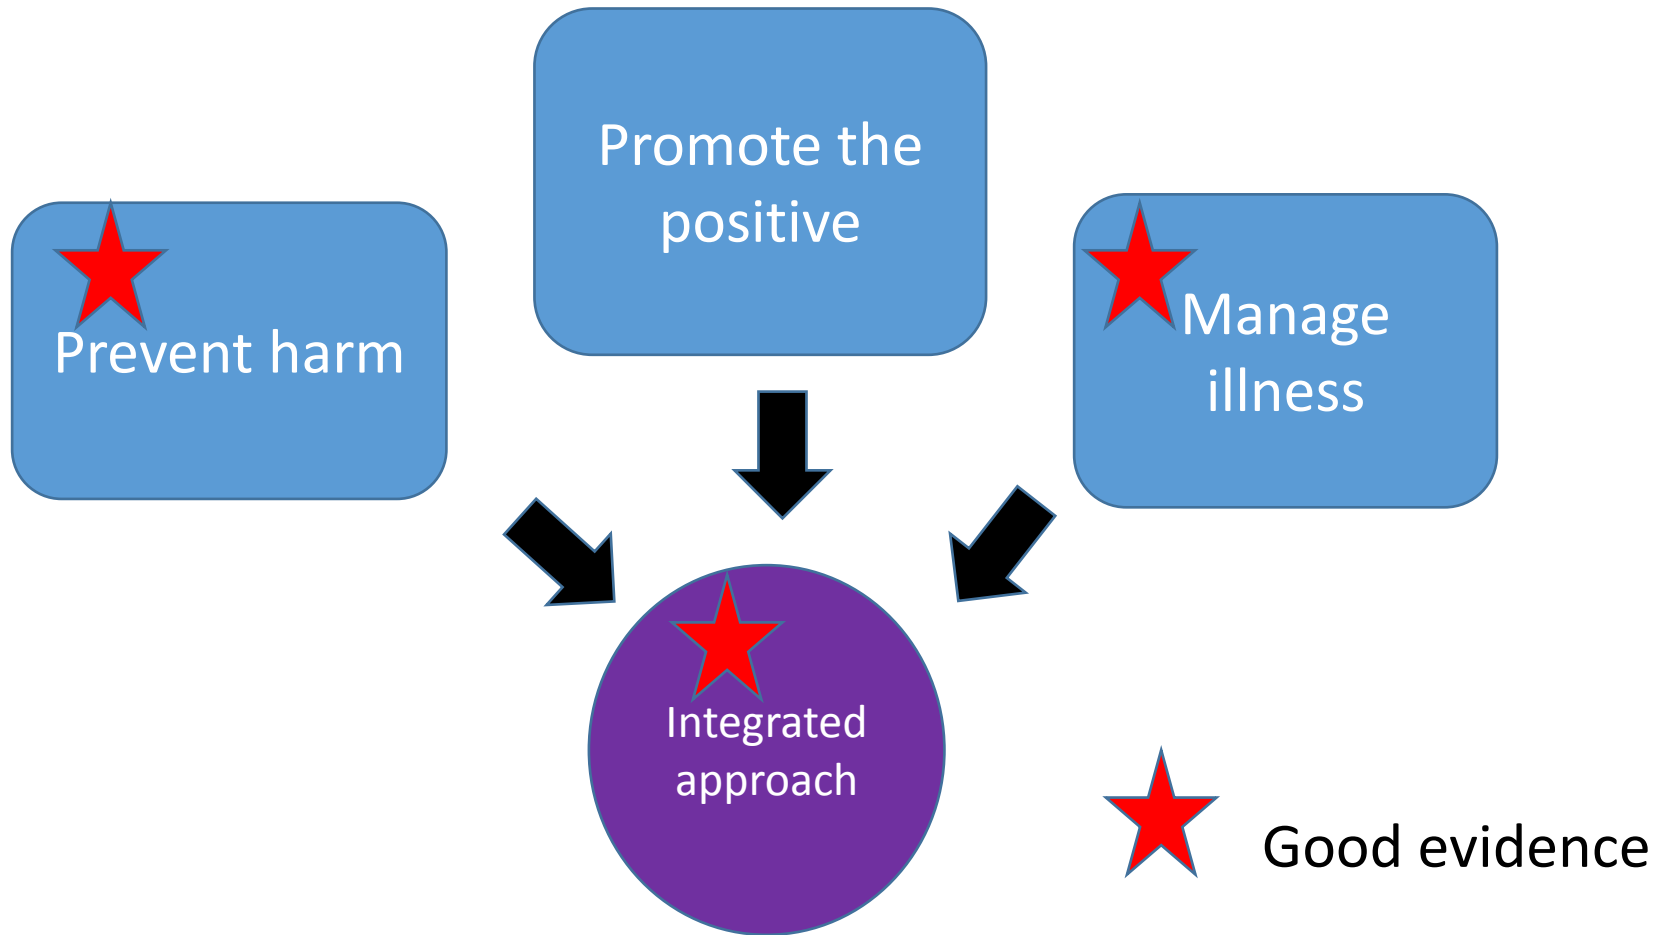 Promote the
positive
Prevent harm
Manage
illness
Integrated
approach
Good evidence